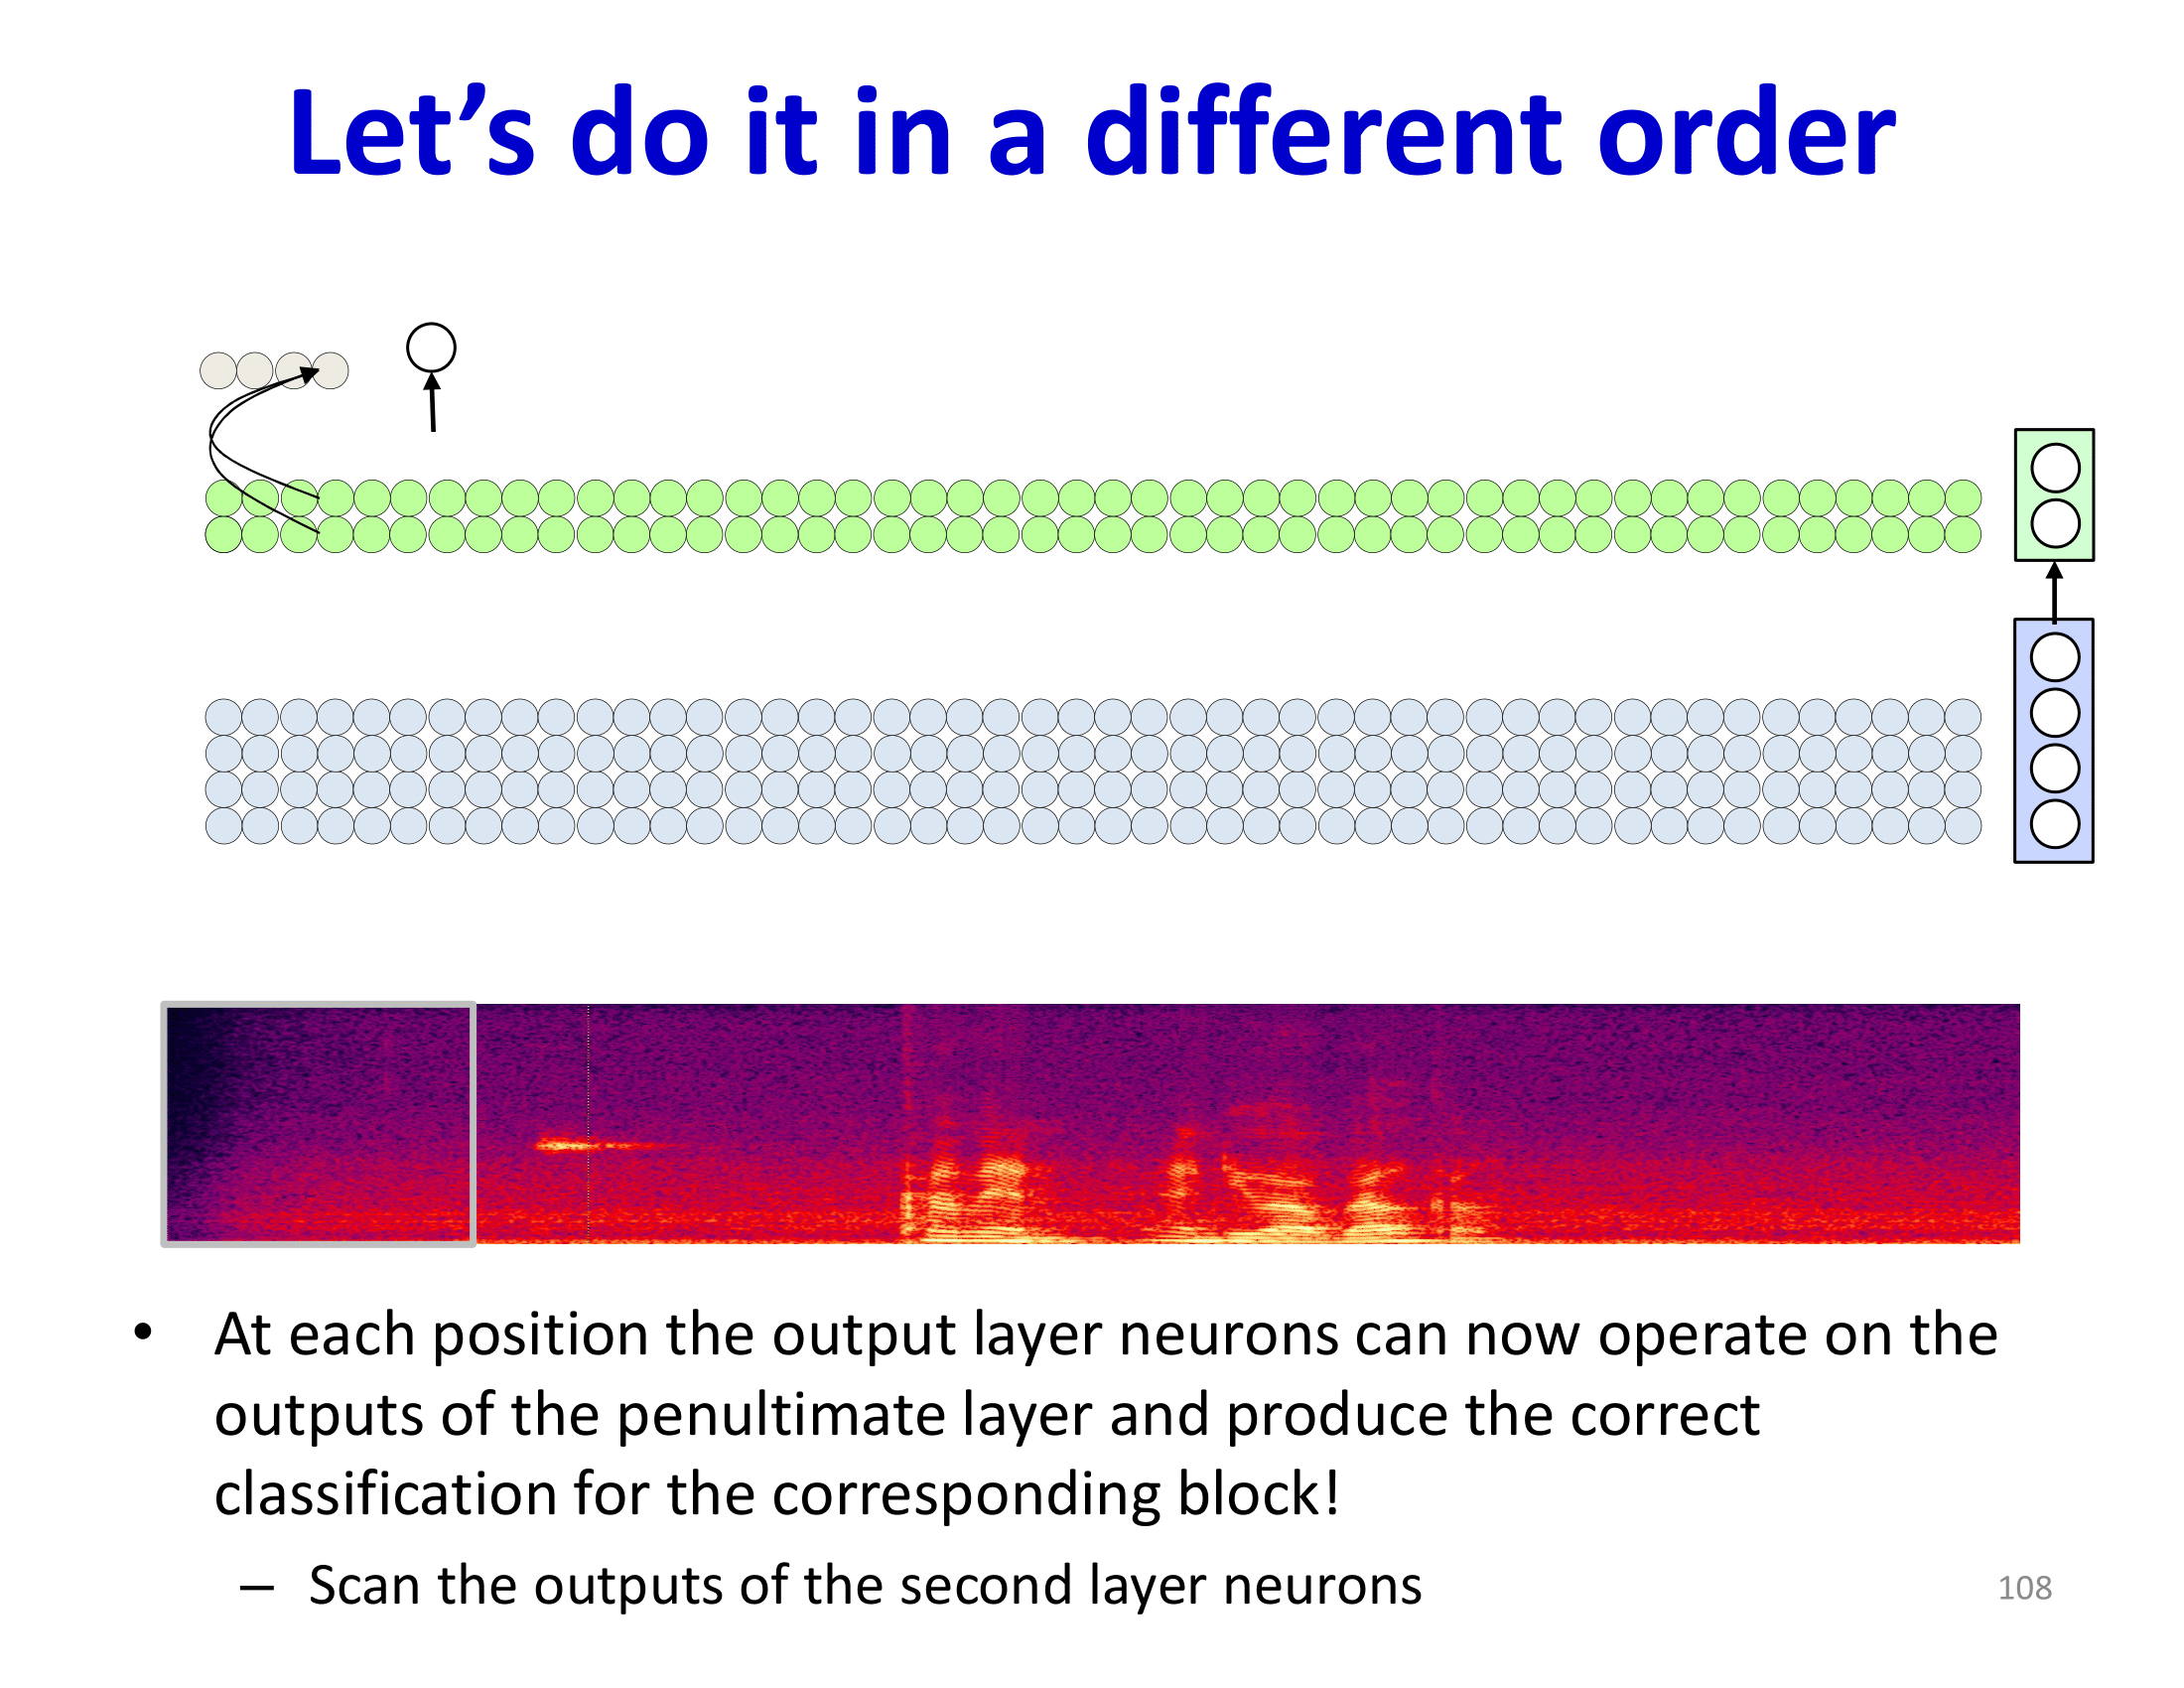 Let’s do it in a different order
• At each position the output layer neurons can now operate on the
outputs of the penultimate layer and produce the correct
classification for the corresponding block!
– Scan the outputs of the second layer neurons
108